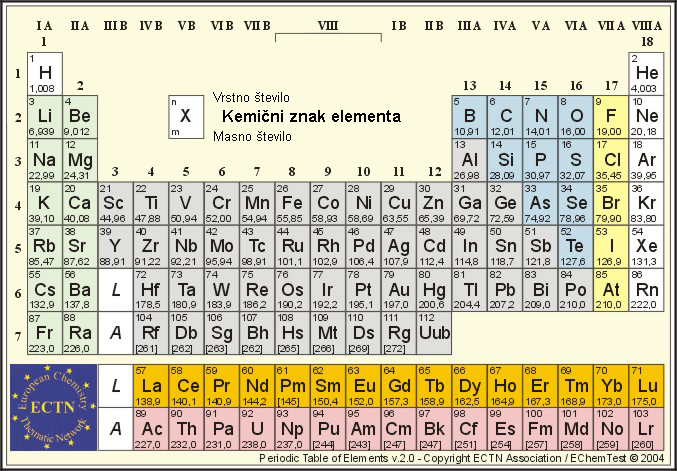 I A II A III B IV B V B VI B VII B VIII I B II B III A IV A V A VI A VII A VIII A
1 18
1 1 H 1,008 2 He 4,003
2 13 14 15 16 17
n X m
Vrstno število
Kemični znak elementa
Masno število
2 3 Li 6,939 4 Be 9,012 5 B 10,91 6 C 12,01 7 N 14,01 8 O 16,00 9 F 19,00 10 Ne 20,18
3 11 Na 22,99 12 Mg 24,31 13 Al 26,98 14 Si 28,09 15 P 30,97 16 S 32,07 17 Cl 35,45 18 Ar 39,95
3 4 5 6 7 8 9 10 11 12
4 19 K 39,10 20 Ca 40,08 21 Sc 44,96 22 Ti 47,88 23 V 50,94 24 Cr 52,00 25 Mn 54,94 26 Fe 55,85 27 Co 58,93 28 Ni 58,69 29 Cu 63,55 30 Zn 65,39 31 Ga 69,72 32 Ge 72,59 33 As 74,92 34 Se 78,96 35 Br 79,90 36 Kr 83,80
5 37 Rb 85,47 38 Sr 87,62 39 Y 88,91 40 Zr 91,22 41 Nb 92,21 42 Mo 95,94 43 Tc 98,91 44 Ru 101,1 45 Rh 102,9 46 Pd 106,4 47 Ag 107,9 48 Cd 112,4 49 In 114,8 50 Sn 118,7 51 Sb 121,8 52 Te 127,6 53 I 126,9 54 Xe 131,3
6 55 Cs 132,9 56 Ba 137,8 L 72 Hf 178,5 73 Ta 180,9 74 W 183,9 75 Re 186,2 76 Os 190,2 77 Ir 192,2 78 Pt 195,1 79 Au 197,0 80 Hg 200,6 81 Tl 204,4 82 Pb 207,2 83 Bi 209,0 84 Po 210,0 85 At 210,0 86 Rn 222,0
7 87 Fr 223,0 88 Ra 226,0 A 104 Rf [261] 105 Db [262] 106 Sg [263] 107 Bh [262] 108 Hs [265] 109 Mt [266] 110 Ds [269] 111 Rg [272] 112 Uub
European Chemistry
ECTN
Thematic Network
L 57 La 138,9 58 Ce 140,1 59 Pr 140,9 60 Nd 144,2 61 Pm [145] 62 Sm 150,4 63 Eu 152,0 64 Gd 157,3 65 Tb 158,9 66 Dy 162,5 67 Ho 164,9 68 Er 167,3 69 Tm 168,9 70 Yb 173,0 71 Lu 175,0
A 89 Ac 227,0 90 Th 232,0 91 Pa 231,0 92 U 238,0 93 Np 237,0 94 Pu [244] 95 Am [243] 96 Cm [247] 97 Bk [247] 98 Cf [251] 99 Es [254] 100 Fm [257] 101 Md [258] 102 No [259] 103 Lr [260]
Periodic Table of Elements v.2.0 - Copyright ECTN Association / EChemTest © 2004